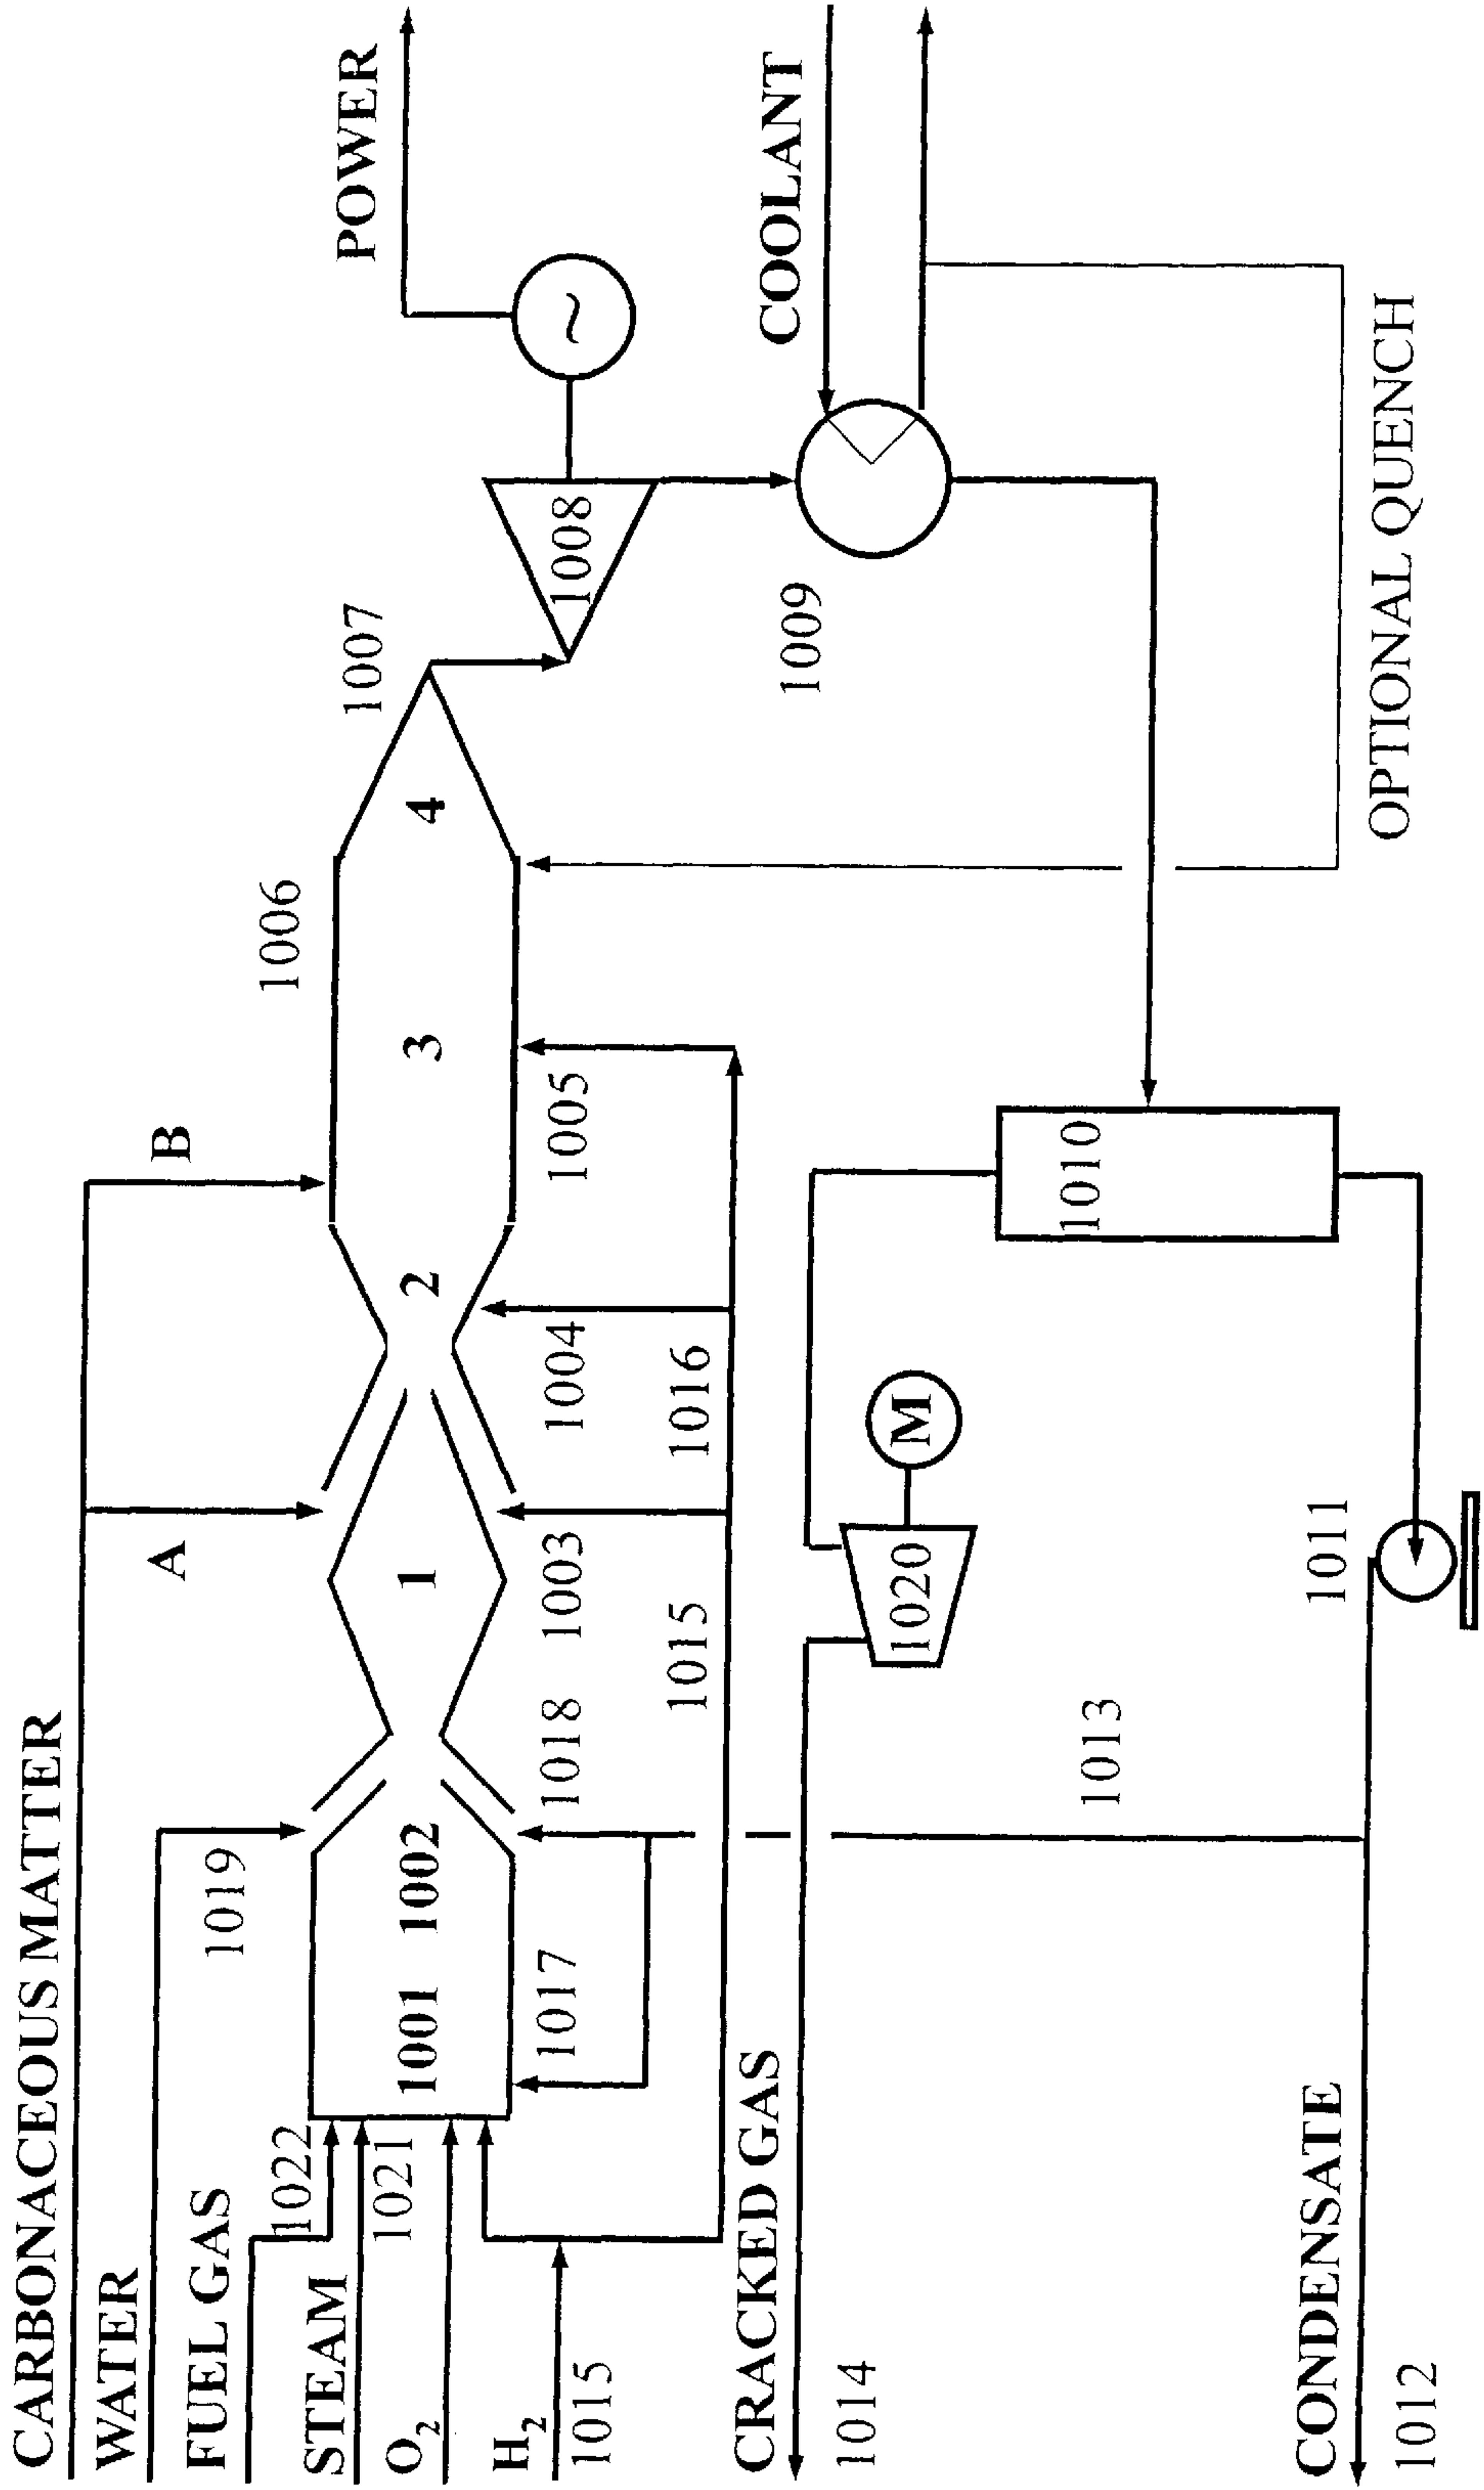 CARBONACEOUS MATTER
WATER
FUEL GAS
STEAM
O₂
H₂
1015
1022
1021
1019
A
B
1001 1002
1017
1018
1
1003
1015
2
1004
1016
3
1005
1006
4
1007
1008
~
POWER
COOLANT
1009
OPTIONAL QUENCH
1010
M
1020
1011
1013
CRACKED GAS
1014
CONDENSATE
1012